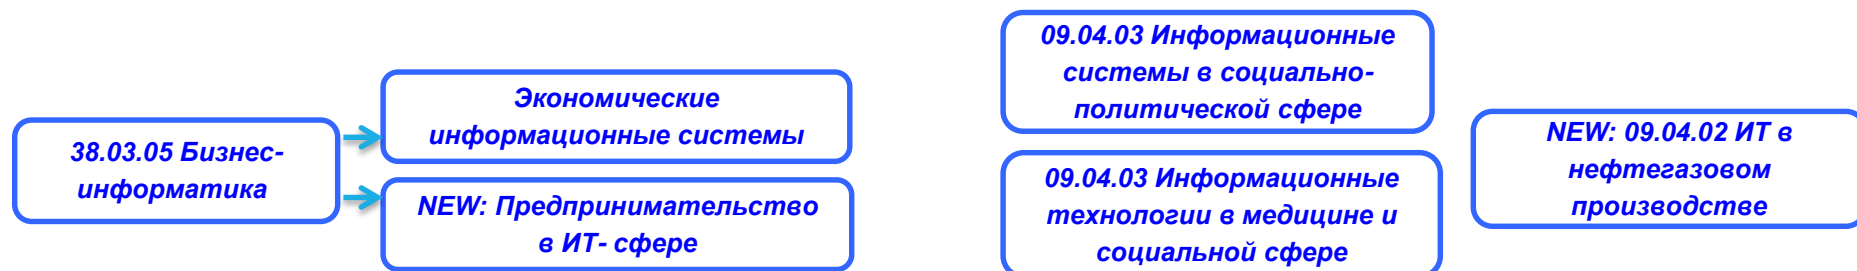 38.03.05 Бизнес-
информатика
Экономические
информационные системы
NEW: Предпринимательство
в ИТ- сфере
09.04.03 Информационные
системы в социально-
политической сфере
09.04.03 Информационные
технологии в медицине и
социальной сфере
NEW: 09.04.02 ИТ в
нефтегазовом
производстве